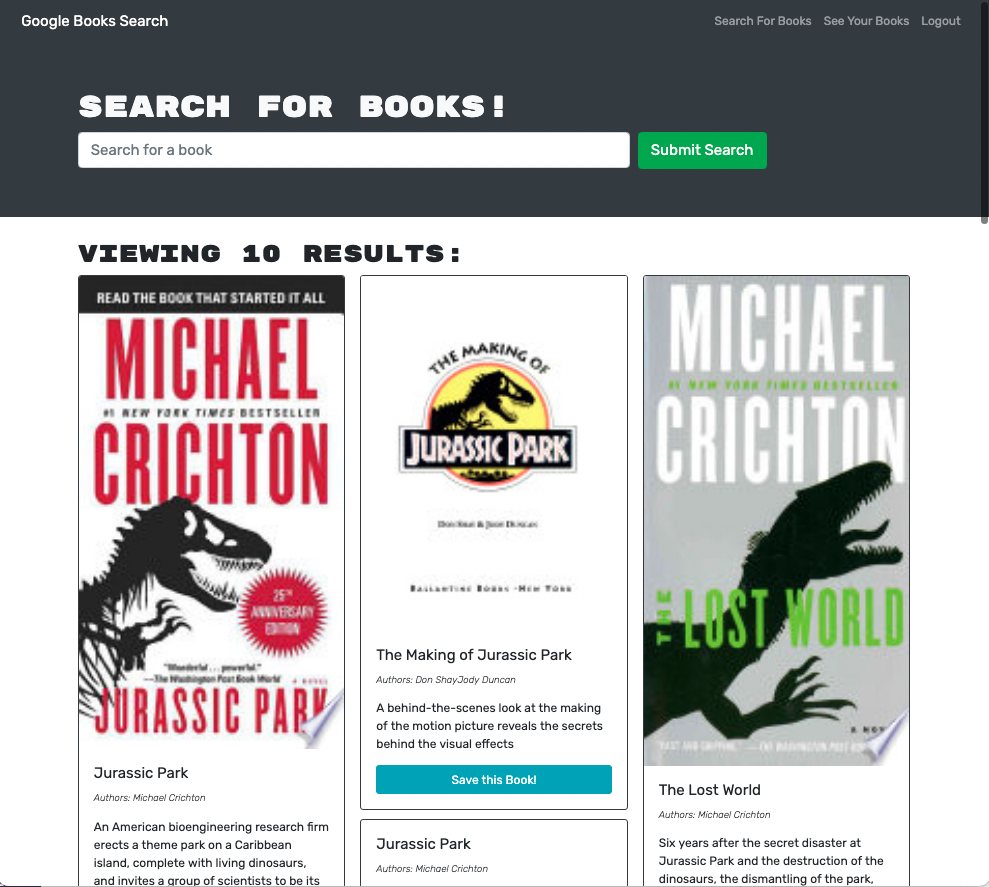 Google Books Search
Search For Books
See Your Books
Logout
SEARCH FOR BOOKS!
Search for a book
Submit Search
VIEWING 10 RESULTS:
READ THE BOOK THAT STARTED IT ALL
MICHAEL
#1 NEW YORK TIMES BESTSELLER
CRICHTON
25TH
ANNIVERSARY
EDITION
"Wonderful . . . powerful."
—The Washington Post Book World
A NOVEL
JURASSIC PARK
Jurassic Park
Authors: Michael Crichton
An American bioengineering research firm
erects a theme park on a Caribbean
island, complete with living dinosaurs,
and invites a group of scientists to be its
THE MAKING OF
JURASSIC PARK
DON SHAY & JODY DUNCAN
BALLANTINE BOOKS • NEW YORK
The Making of Jurassic Park
Authors: Don ShayJody Duncan
A behind-the-scenes look at the making
of the motion picture reveals the secrets
behind the visual effects
Save this Book!
Jurassic Park
Authors: Michael Crichton
MICHAEL
#1 NEW YORK TIMES BESTSELLER
CRICHTON
THE LOST WORLD
A NOVEL
"FAST AND GRIPPING." —THE WASHINGTON POST
The Lost World
Authors: Michael Crichton
Six years after the secret disaster at
Jurassic Park and the destruction of the
dinosaurs, the dismantling of the park,